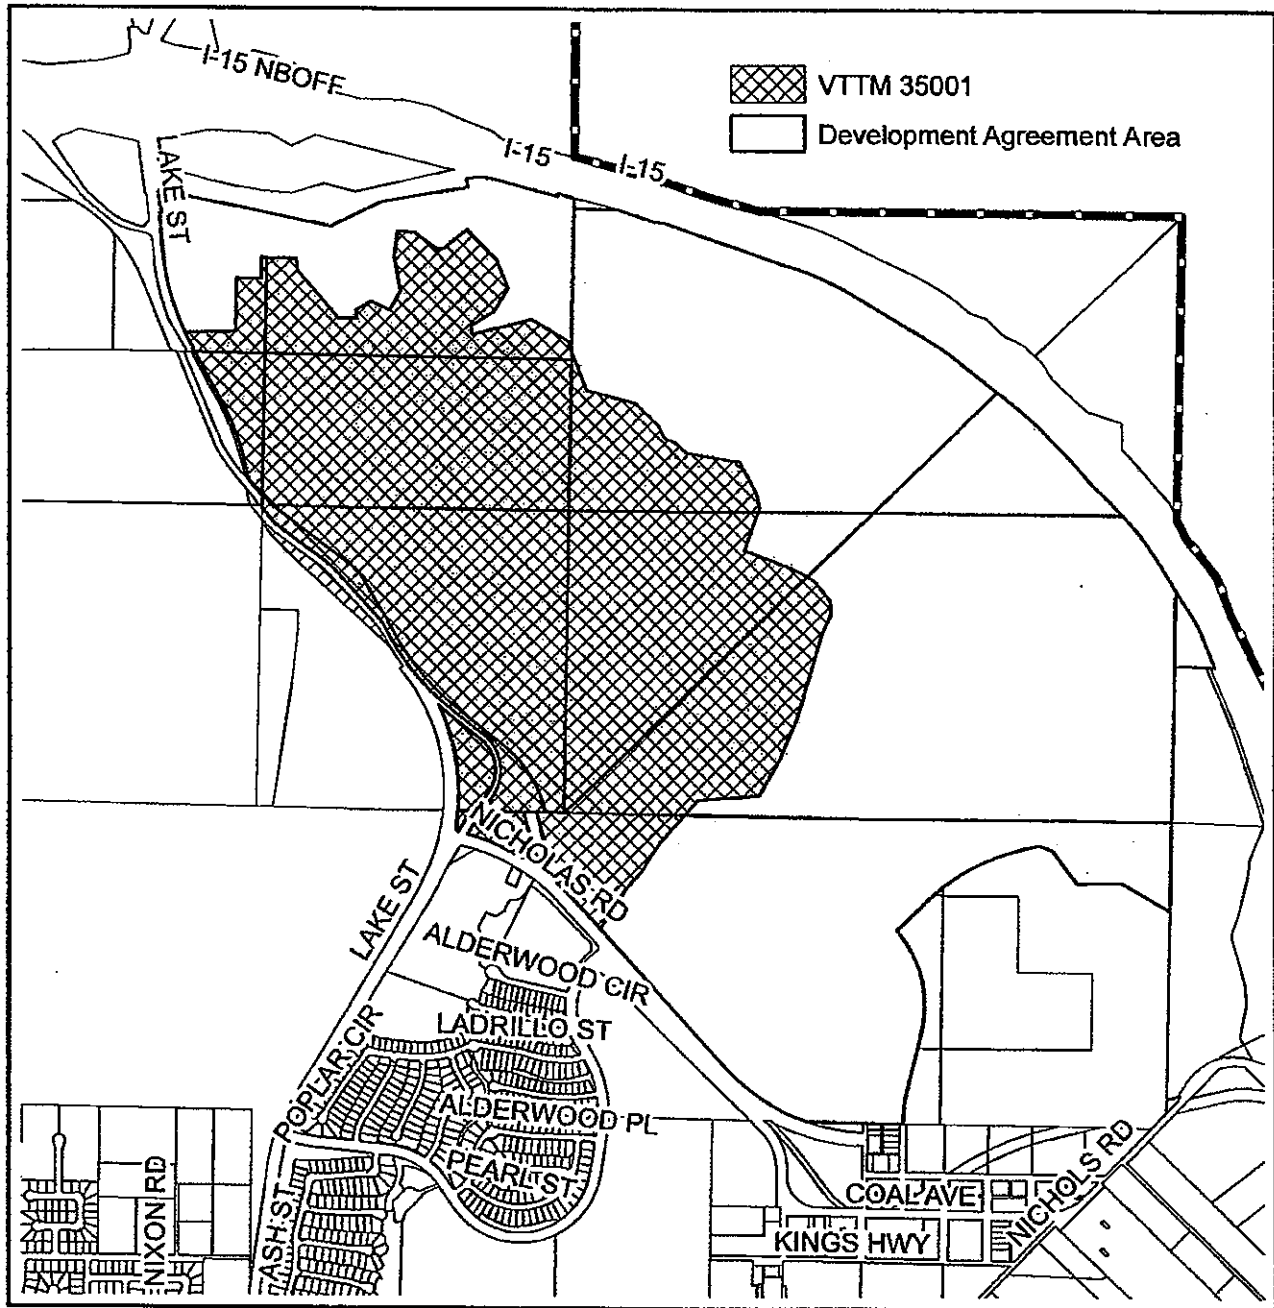 I-15 NBOFF
VTTM 35001
Development Agreement Area
LAKE ST
I-15
I-15
NICHOLAS RD
LAKE ST
ALDERWOOD CIR
LADRILLO ST
POPLAR CIR
ALDERWOOD PL
PEARL ST
NIXON RD
ASH ST
COAL AVE
NICHOLS RD
KINGS HWY